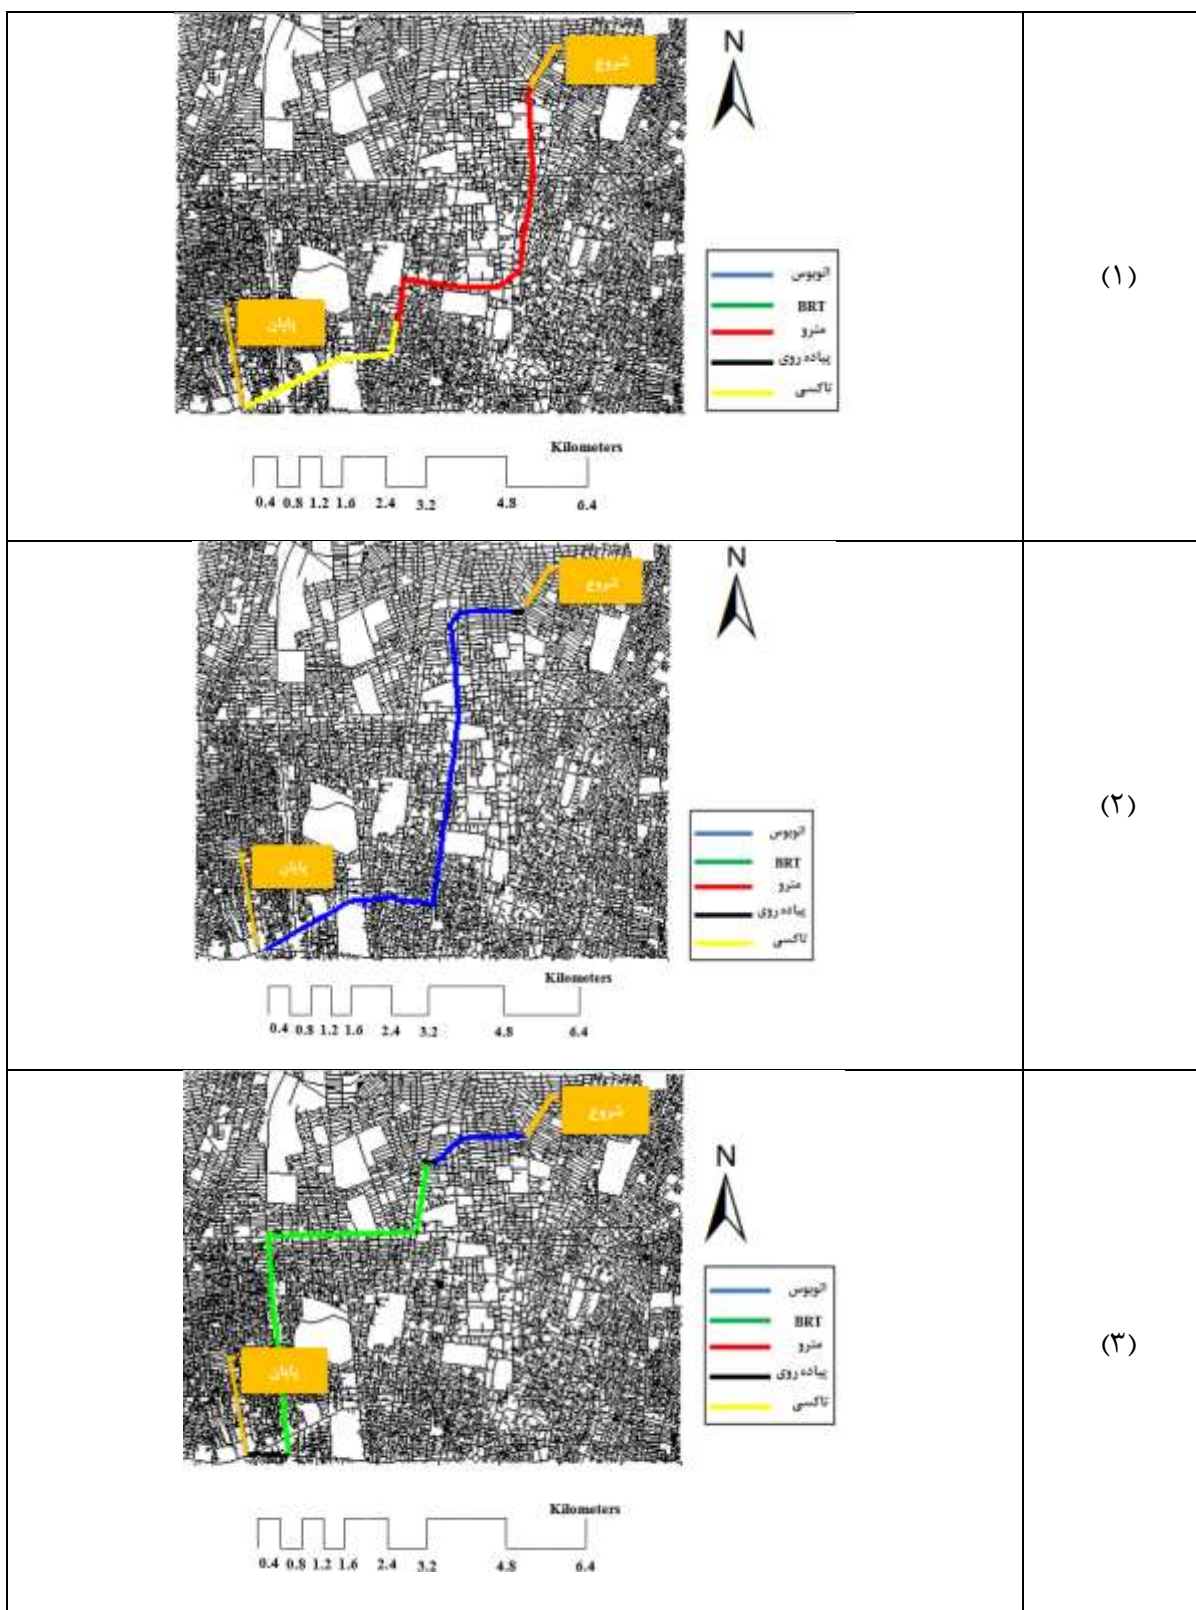 شروع
N
پایان
اتوبوس
BRT
مترو
پیاده روی
تاکسی
Kilometers
0.4 0.8 1.2 1.6 2.4 3.2 4.8 6.4
(۱)
شروع
N
پایان
اتوبوس
BRT
مترو
پیاده روی
تاکسی
Kilometers
0.4 0.8 1.2 1.6 2.4 3.2 4.8 6.4
(۲)
شروع
N
پایان
اتوبوس
BRT
مترو
پیاده روی
تاکسی
Kilometers
0.4 0.8 1.2 1.6 2.4 3.2 4.8 6.4
(۳)